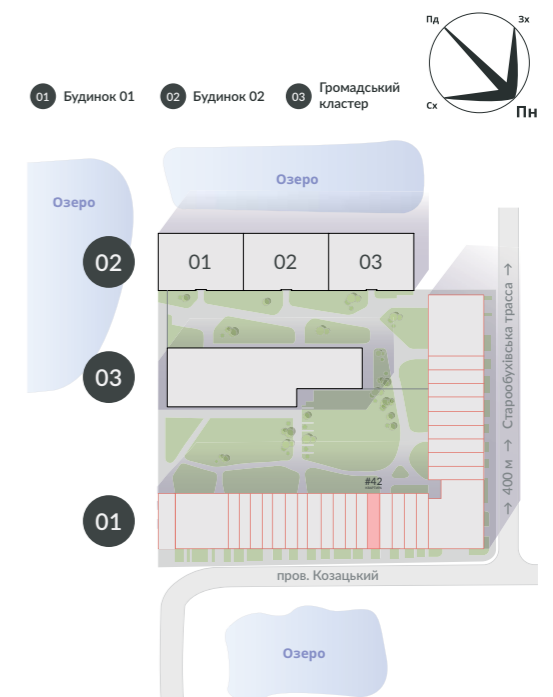 Пд
Зх
Сх
Пн
01 Будинок 01
02 Будинок 02
03 Громадський
кластер
Озеро
Озеро
02
01
02
03
03
← 400 м → Старообухівська трасса →
#42
01
пров. Козацький
Озеро